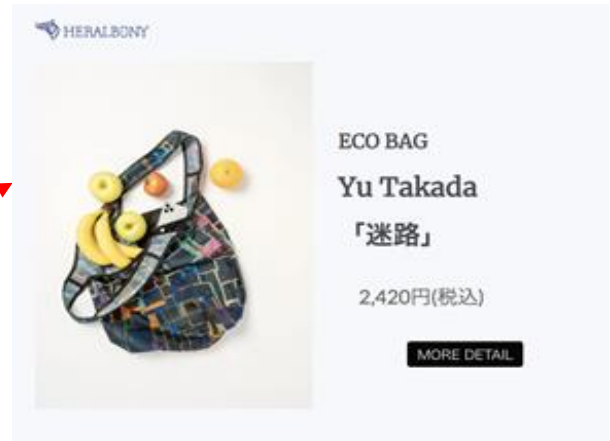 HERALBONY
ECO BAG
Yu Takada
「迷路」
2,420円(税込)
MORE DETAIL